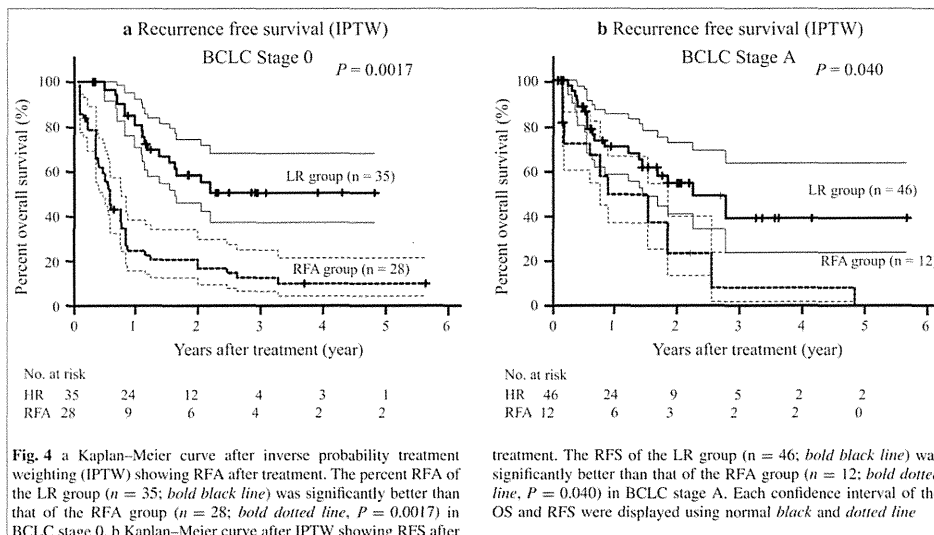 a Recurrence free survival (IPTW)
BCLC Stage 0
P = 0.0017
Percent overall survival (%)
100
80
60
40
20
0
LR group (n = 35)
RFA group (n = 28)
0 1 2 3 4 5 6
Years after treatment (year)
No. at risk
HR 35 24 12 4 3 1
RFA 28 9 6 4 2 2
b Recurrence free survival (IPTW)
BCLC Stage A
P = 0.040
Percent overall survival (%)
100
80
60
40
20
0
LR group (n = 46)
RFA group (n = 12)
0 1 2 3 4 5 6
Years after treatment (year)
No. at risk
HR 46 24 9 5 2 2
RFA 12 6 3 2 2 0
Fig. 4 a Kaplan–Meier curve after inverse probability treatment
weighting (IPTW) showing RFA after treatment. The percent RFA of
the LR group (n = 35; bold black line) was significantly better than
that of the RFA group (n = 28; bold dotted line, P = 0.0017) in
BCLC stage 0. b Kaplan–Meier curve after IPTW showing RFS after
treatment. The RFS of the LR group (n = 46; bold black line) wa
significantly better than that of the RFA group (n = 12; bold dotted
line, P = 0.040) in BCLC stage A. Each confidence interval of th
OS and RFS were displayed using normal black and dotted line